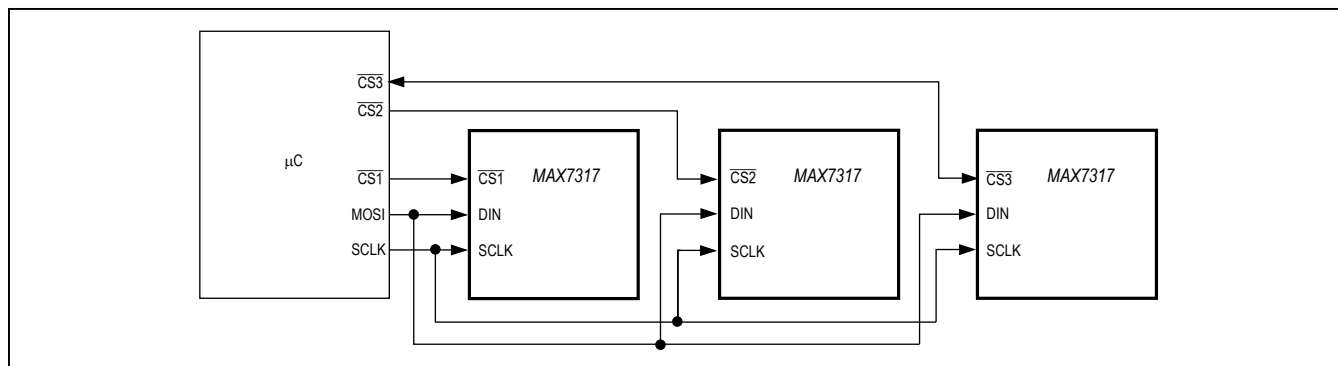 CS3
CS2
μC
CS1
MOSI
SCLK
CS1 MAX7317
DIN
SCLK
CS2 MAX7317
DIN
SCLK
CS3 MAX7317
DIN
SCLK